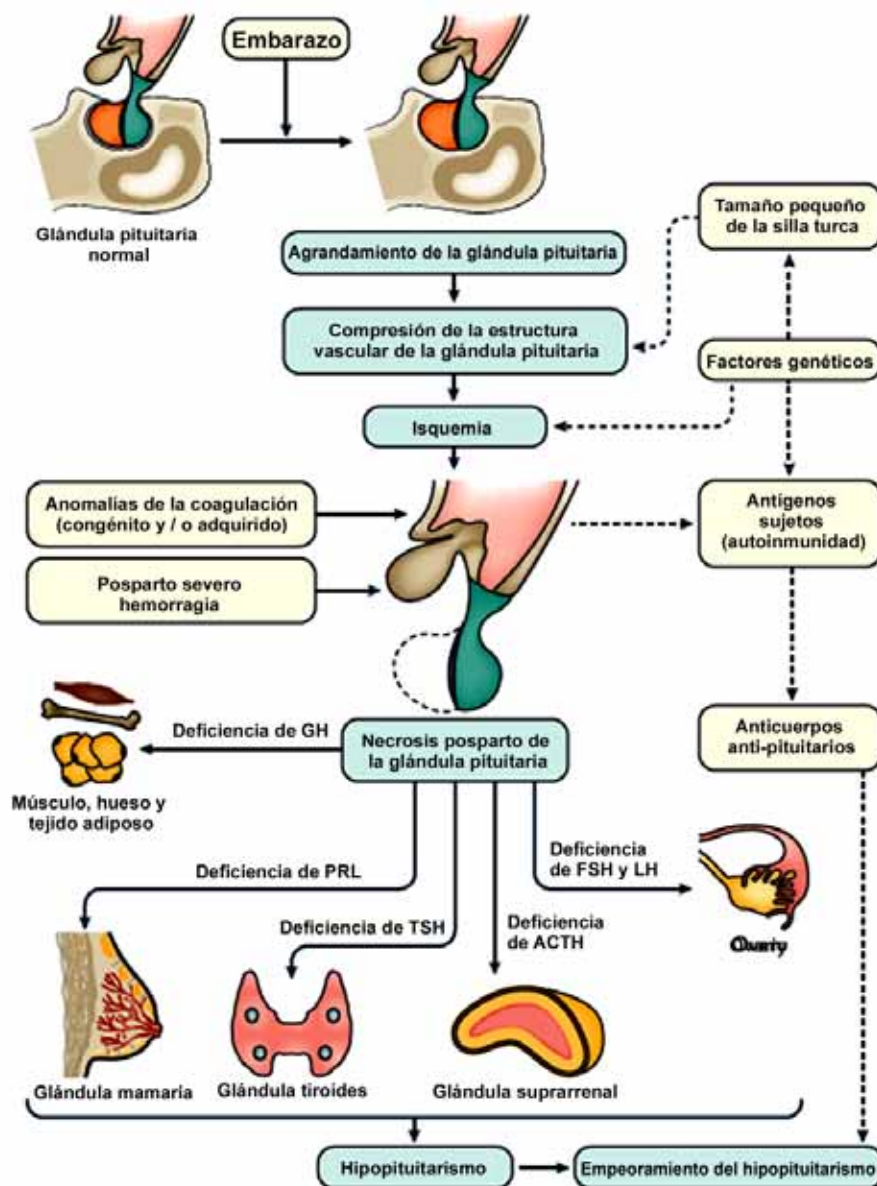 Embarazo
Glándula pituitaria
normal
Agrandamiento de la glándula pituitaria
Tamaño pequeño
de la silla turca
Compresión de la estructura
vascular de la glándula pituitaria
Factores genéticos
Isquemia
Anomalías de la coagulación
(congénito y / o adquirido)
Antígenos
sujetos
(autoinmunidad)
Posparto severo
hemorragia
Deficiencia de GH
Necrosis posparto de
la glándula pituitaria
Anticuerpos
anti-pituitarios
Músculo, hueso y
tejido adiposo
Deficiencia de PRL
Deficiencia
de FSH y LH
Deficiencia de TSH
Deficiencia
de ACTH
Glándula mamaria
Glándula tiroides
Glándula suprarrenal
Hipopituitarismo
Empeoramiento del hipopituitarismo